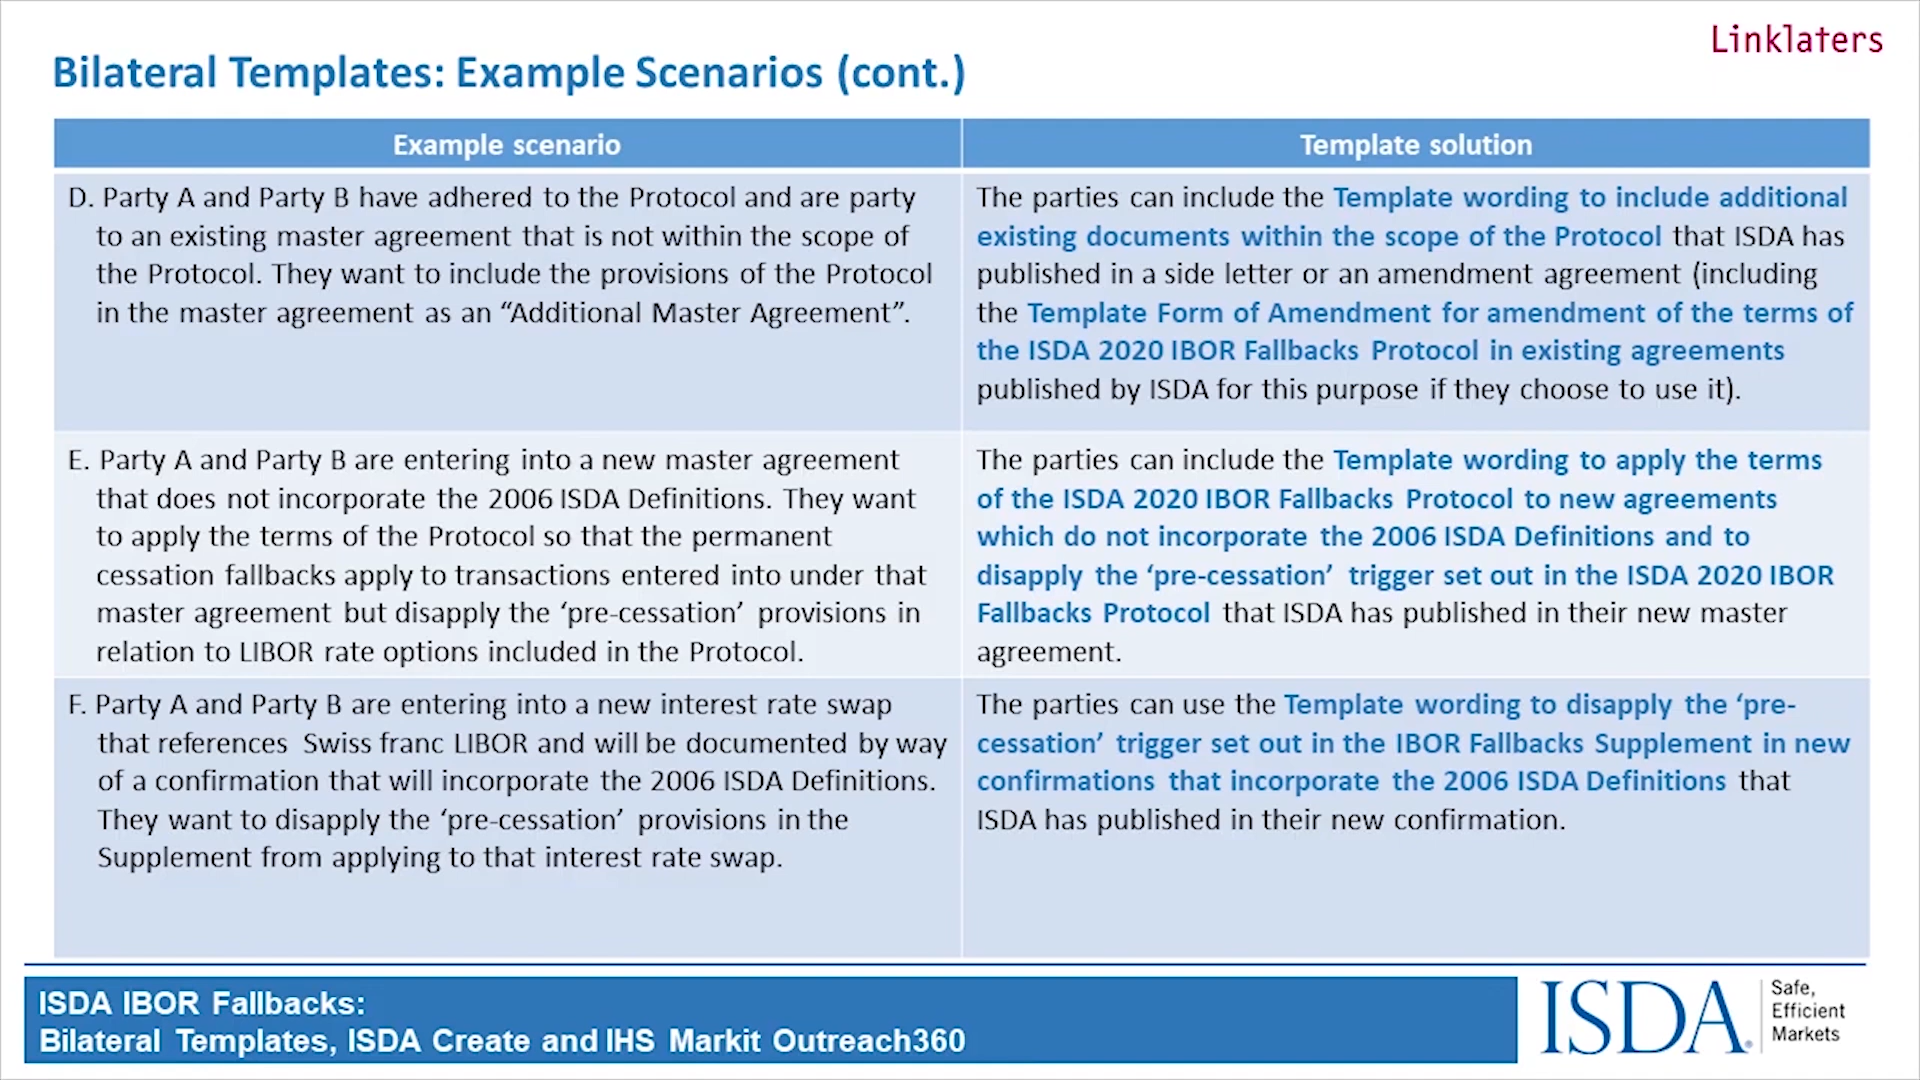 Linklaters
Bilateral Templates: Example Scenarios (cont.)
Example scenario
Template solution
D. Party A and Party B have adhered to the Protocol and are party
to an existing master agreement that is not within the scope of
the Protocol. They want to include the provisions of the Protocol
in the master agreement as an “Additional Master Agreement”.
The parties can include the Template wording to include additional
existing documents within the scope of the Protocol that ISDA has
published in a side letter or an amendment agreement (including
the Template Form of Amendment for amendment of the terms of
the ISDA 2020 IBOR Fallbacks Protocol in existing agreements
published by ISDA for this purpose if they choose to use it).
E. Party A and Party B are entering into a new master agreement
that does not incorporate the 2006 ISDA Definitions. They want
to apply the terms of the Protocol so that the permanent
cessation fallbacks apply to transactions entered into under that
master agreement but disapply the ‘pre-cessation’ provisions in
relation to LIBOR rate options included in the Protocol.
The parties can include the Template wording to apply the terms
of the ISDA 2020 IBOR Fallbacks Protocol to new agreements
which do not incorporate the 2006 ISDA Definitions and to
disapply the ‘pre-cessation’ trigger set out in the ISDA 2020 IBOR
Fallbacks Protocol that ISDA has published in their new master
agreement.
F. Party A and Party B are entering into a new interest rate swap
that references Swiss franc LIBOR and will be documented by way
of a confirmation that will incorporate the 2006 ISDA Definitions.
They want to disapply the ‘pre-cessation’ provisions in the
Supplement from applying to that interest rate swap.
The parties can use the Template wording to disapply the ‘pre-
cessation’ trigger set out in the IBOR Fallbacks Supplement in new
confirmations that incorporate the 2006 ISDA Definitions that
ISDA has published in their new confirmation.
ISDA IBOR Fallbacks:
Bilateral Templates, ISDA Create and IHS Markit Outreach360
ISDA®
Safe,
Efficient
Markets